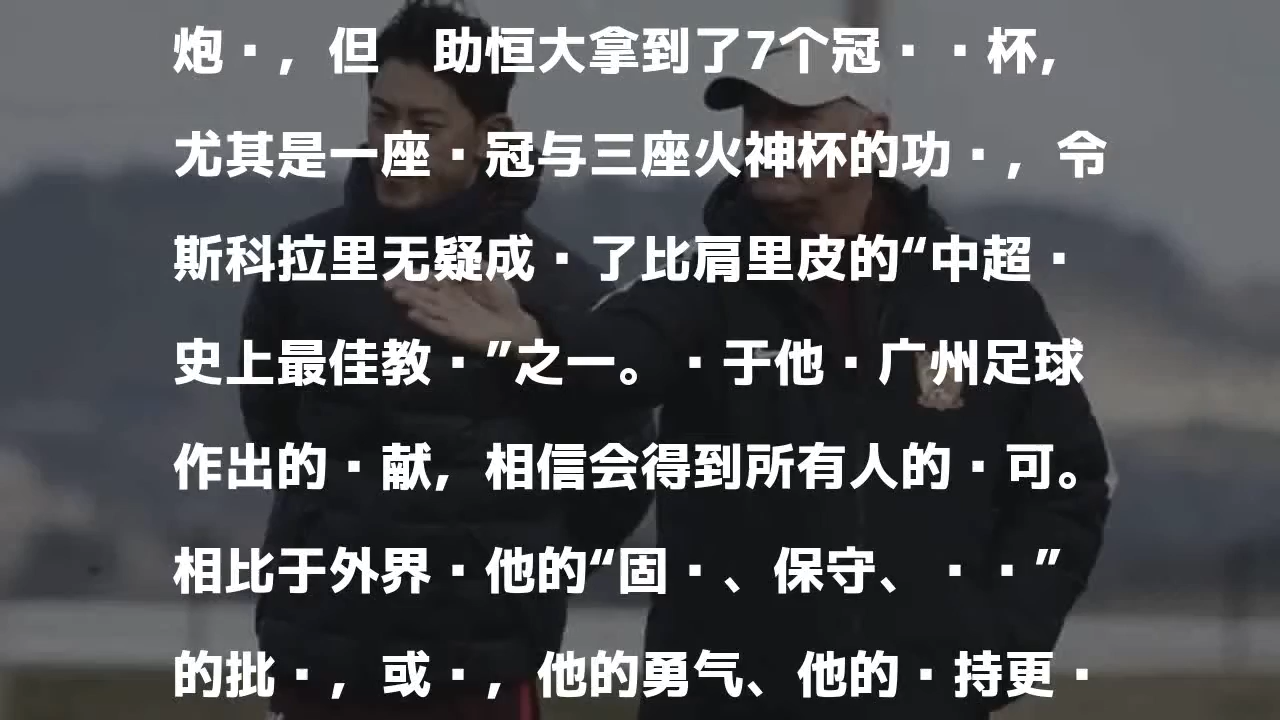 炮▪，但　助恒大拿到了7个冠▪▪杯,
尤其是一座▪冠与三座火神杯的功▪，令
斯科拉里无疑成▪了比肩里皮的“中超▪
史上最佳教▪”之一。▪于他▪广州足球
作出的▪献，相信会得到所有人的▪可。
相比于外界▪他的“固▪、保守、▪▪”
的批▪，或▪，他的勇气、他的▪持更▪